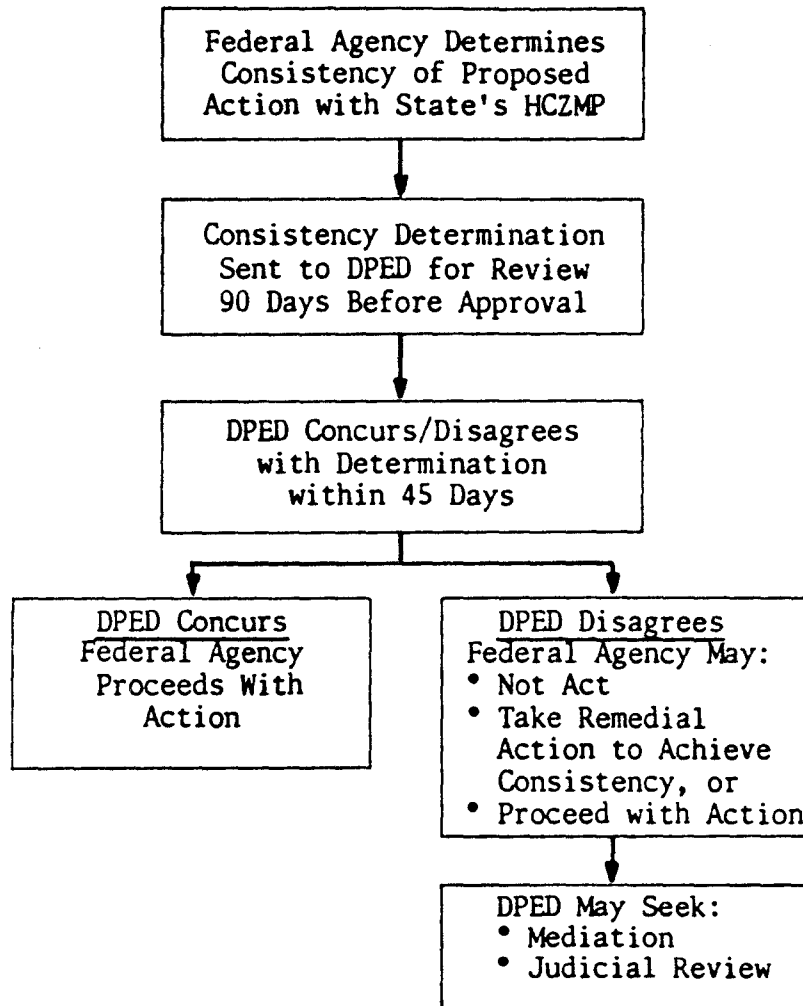 Federal Agency Determines
Consistency of Proposed
Action with State's HCZMP
Consistency Determination
Sent to DPED for Review
90 Days Before Approval
DPED Concurs/Disagrees
with Determination
within 45 Days
DPED Concurs
Federal Agency
Proceeds With
Action
DPED Disagrees
Federal Agency May:
• Not Act
• Take Remedial
Action to Achieve
Consistency, or
• Proceed with Action
DPED May Seek:
• Mediation
• Judicial Review